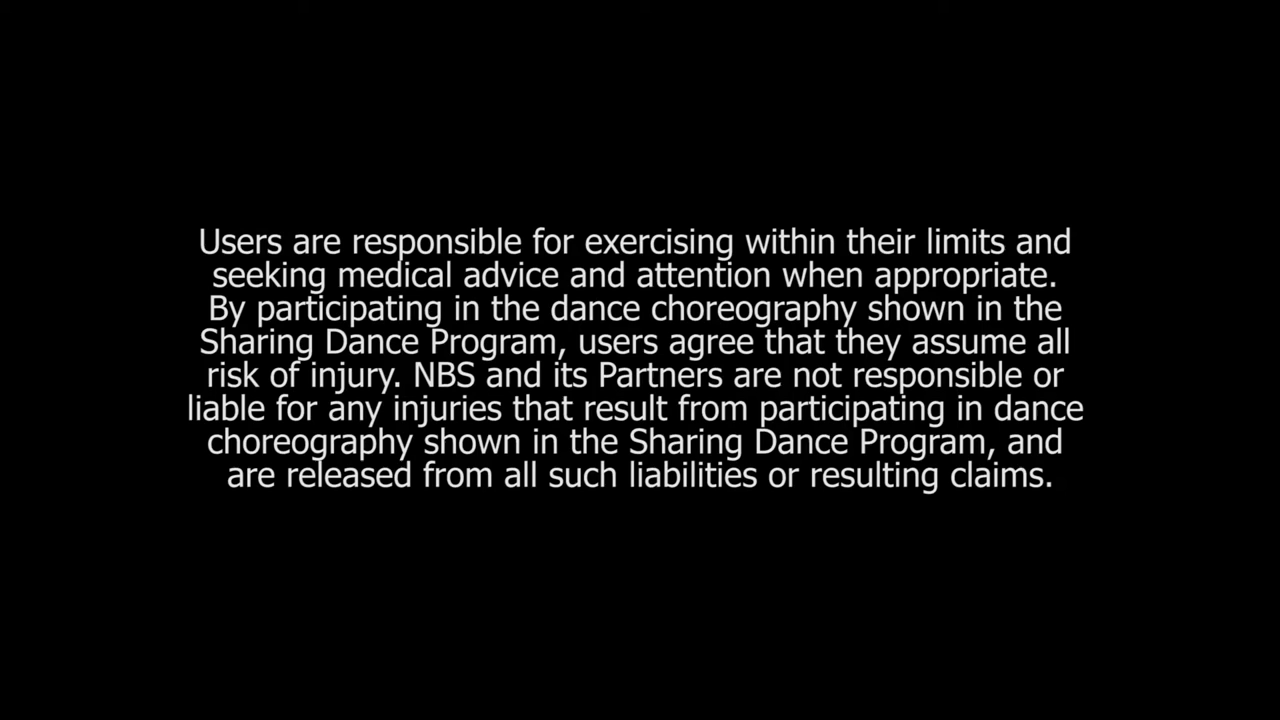 Users are responsible for exercising within their limits and
seeking medical advice and attention when appropriate.
By participating in the dance choreography shown in the
Sharing Dance Program, users agree that they assume all
risk of injury. NBS and its Partners are not responsible or
liable for any injuries that result from participating in dance
choreography shown in the Sharing Dance Program, and
are released from all such liabilities or resulting claims.